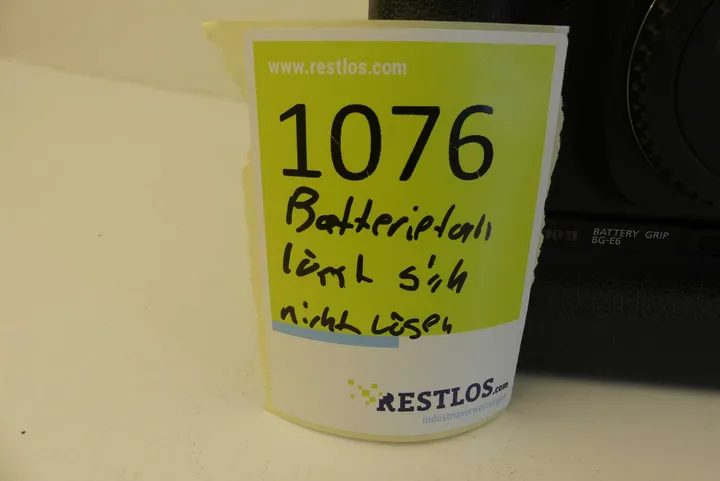 www.restlos.com
1076
Batteriefach
lässt sich
nicht lösen
RESTLOS.com
industrieverwertungen
BATTERY GRIP
BG-E6